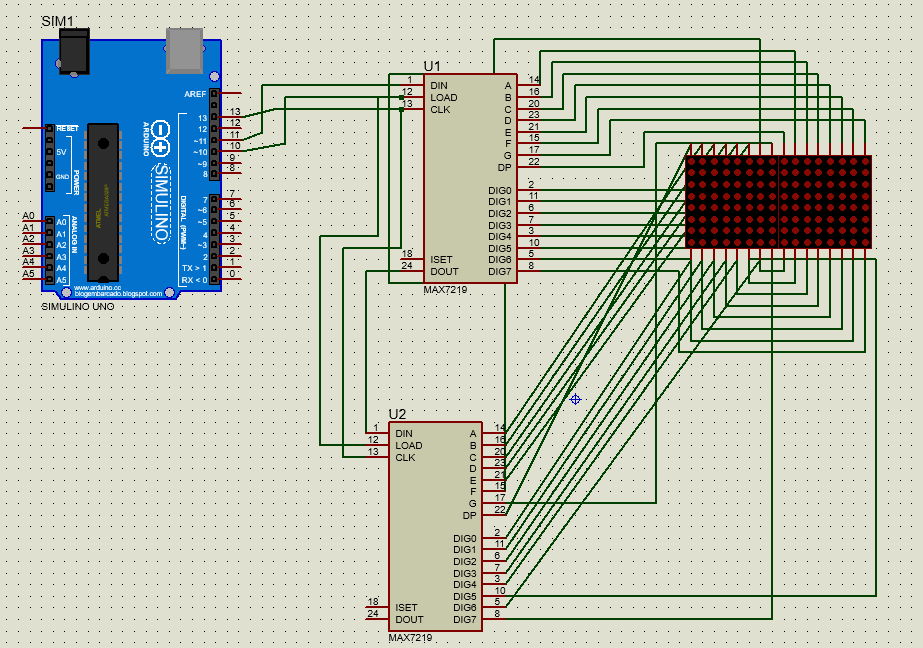 SIM1
AREF
13
12
~11
~10
~9
8
7
~6
~5
4
~3
2
TX > 1
RX < 0
13
12
11
10
9
8
7
6
5
4
3
2
1
0
RESET
5V
GND
POWER
ANALOG IN
A0
A1
A2
A3
A4
A5
A0
A1
A2
A3
A4
A5
ARDUINO
SIMULINO
DIGITAL (PWM~)
www.arduino.cc
blogembarcado.blogspot.com
SIMULINO UNO
U1
1 DIN A 14
12 LOAD B 16
13 CLK C 20
D 23
E 21
F 15
G 17
DP 22
DIG0 2
DIG1 11
DIG2 6
DIG3 7
DIG4 3
DIG5 10
18 ISET DIG6 5
24 DOUT DIG7 8
MAX7219
U2
1 DIN A 14
12 LOAD B 16
13 CLK C 20
D 23
E 21
F 15
G 17
DP 22
DIG0 2
DIG1 11
DIG2 6
DIG3 7
DIG4 3
DIG5 10
18 ISET DIG6 5
24 DOUT DIG7 8
MAX7219